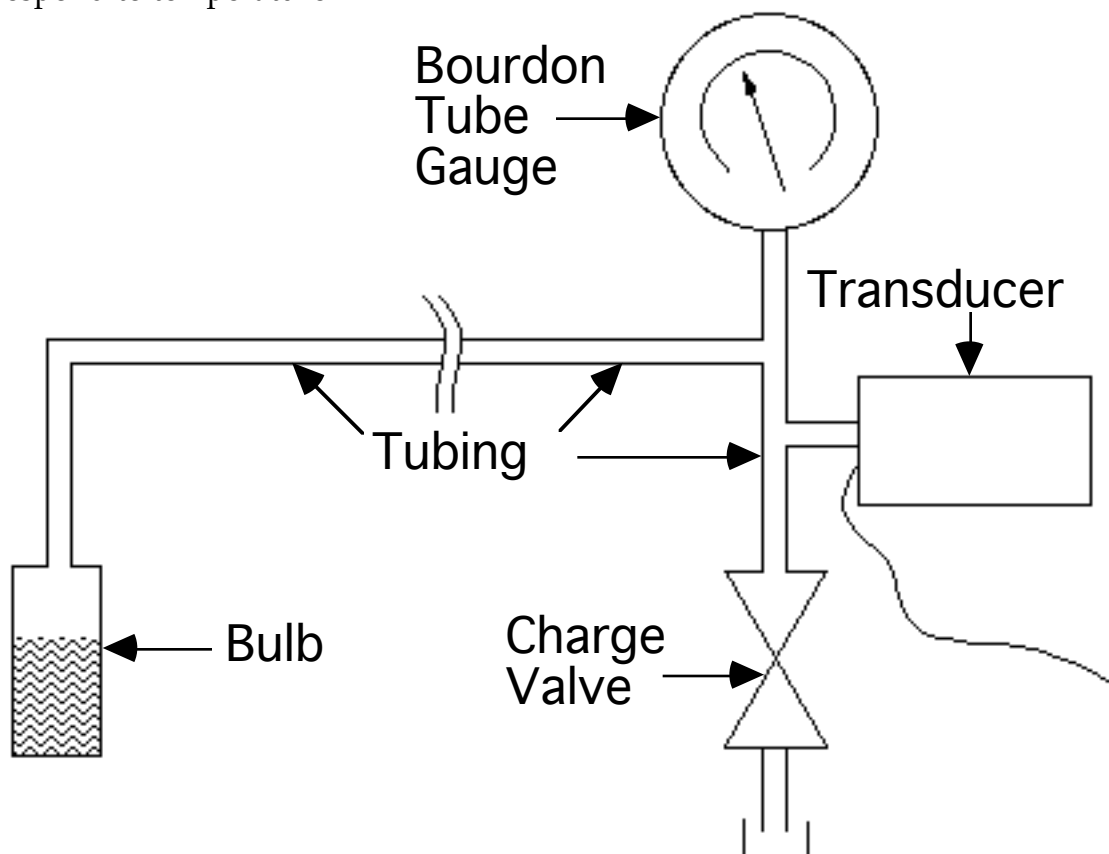 Bourdon
Tube
Gauge
Transducer
Tubing
Bulb
Charge
Valve